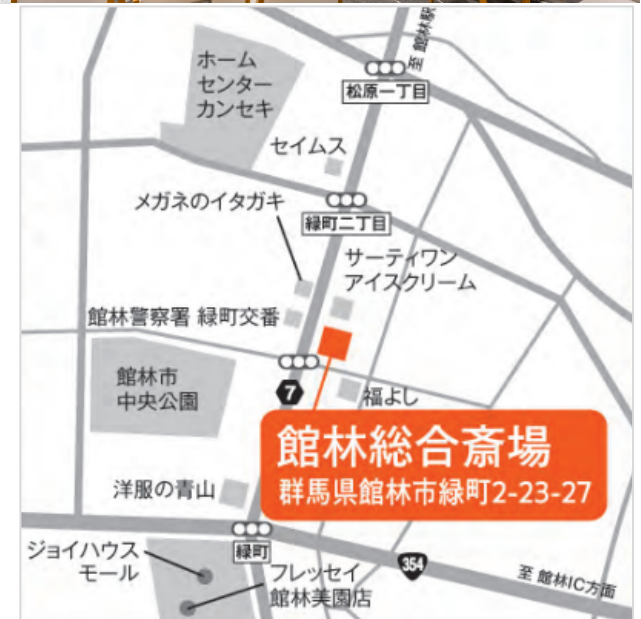 至 館林駅
ホーム
センター
カンセキ
松原一丁目
セイムス
メガネのイタガキ
緑町二丁目
サーティワン
アイスクリーム
館林警察署 緑町交番
館林市
中央公園
7
福よし
館林総合斎場
群馬県館林市緑町2-23-27
洋服の青山
緑町
ジョイハウス
モール
354
フレッセイ
館林美園店
至 館林IC方面